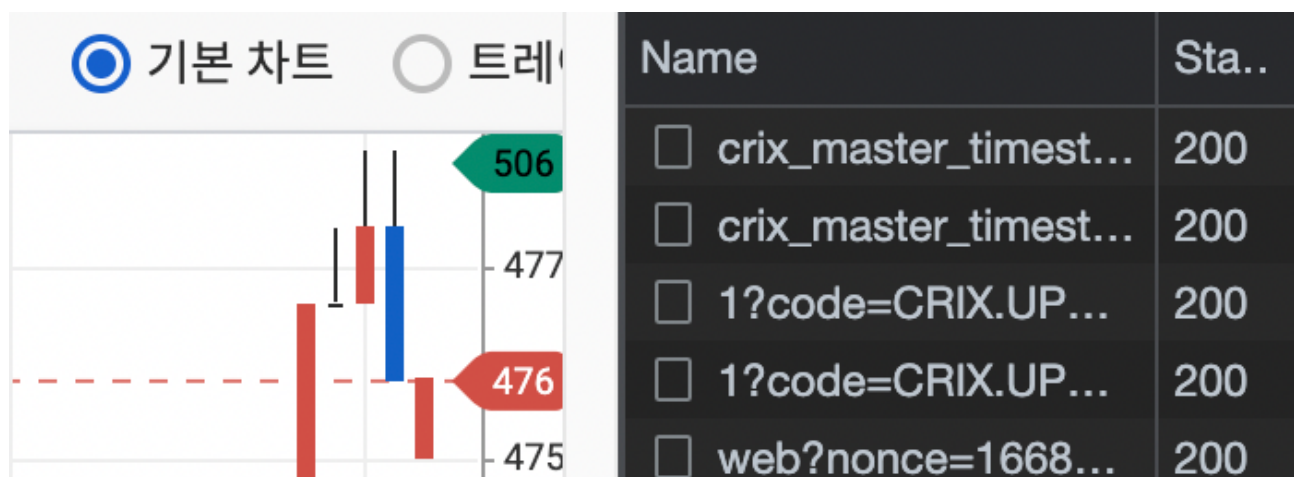 기본 차트 트레이
506
477
476
475
Name Sta..
crix_master_timest... 200
crix_master_timest... 200
1?code=CRIX.UP... 200
1?code=CRIX.UP... 200
web?nonce=1668... 200